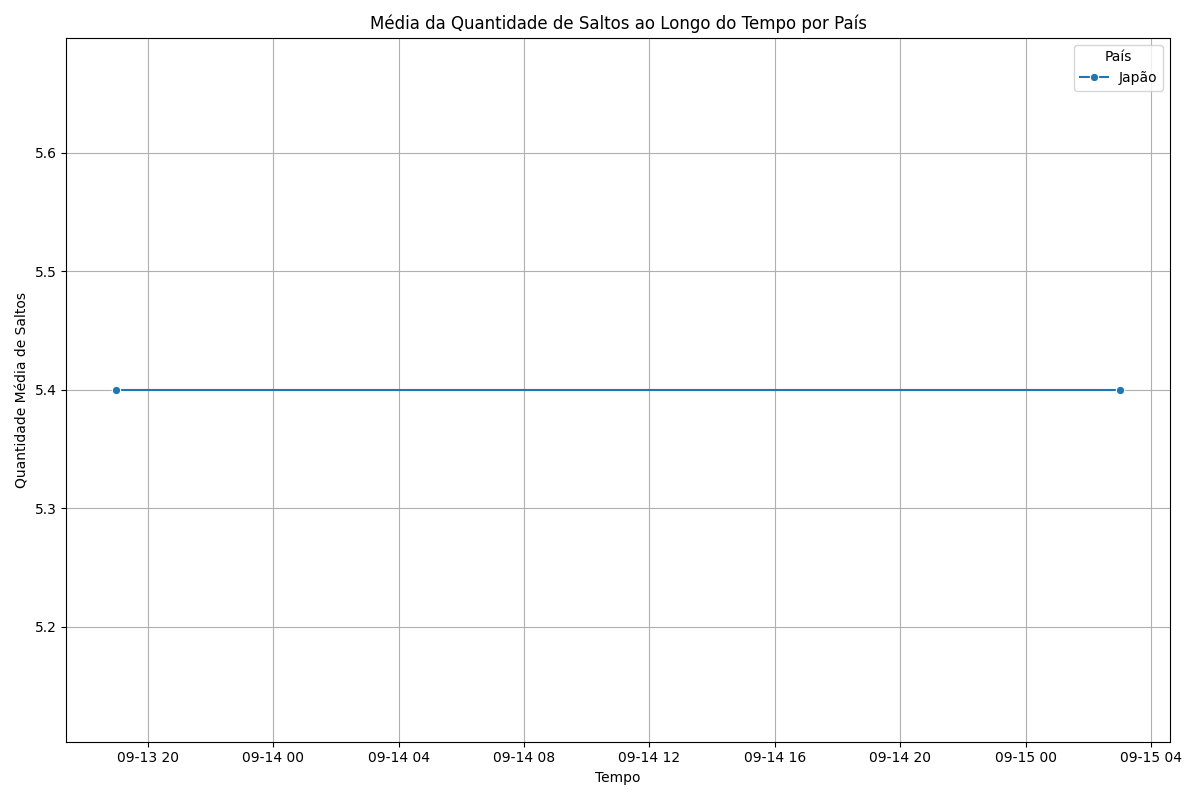 Média da Quantidade de Saltos ao Longo do Tempo por País
País
Japão
5.6
5.5
5.4
5.3
5.2
Quantidade Média de Saltos
09-13 20
09-14 00
09-14 04
09-14 08
09-14 12
09-14 16
09-14 20
09-15 00
09-15 04
Tempo